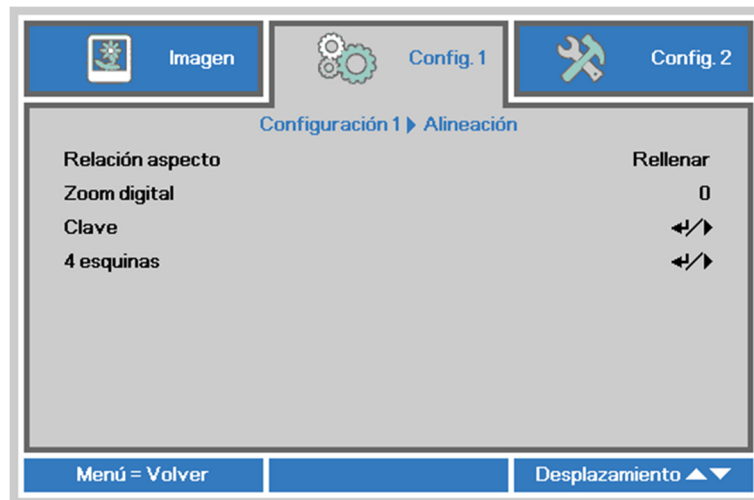 Imagen Config. 1 Config. 2
Configuración 1 ▶ Alineación
Relación aspecto Rellenar
Zoom digital 0
Clave ↵/▶
4 esquinas ↵/▶
Menú = Volver Desplazamiento ▲▼